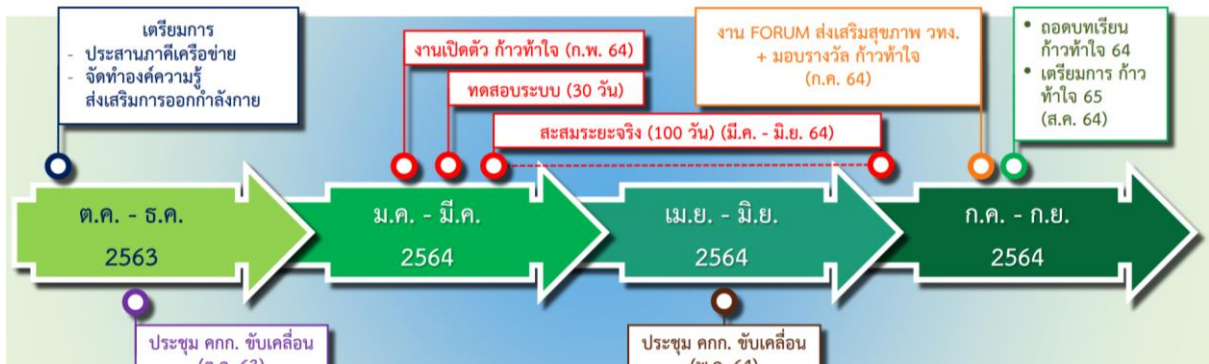 เตรียมการ
- ประสานภาคีเครือข่าย
- จัดทำองค์ความรู้
ส่งเสริมการออกกำลังกาย
งานเปิดตัว ก้าวท้าใจ (ก.พ. 64)
ทดสอบระบบ (30 วัน)
สะสมระยะจริง (100 วัน) (มี.ค. - มิ.ย. 64)
งาน FORUM ส่งเสริมสุขภาพ วทง.
+ มอบรางวัล ก้าวท้าใจ
(ก.ค. 64)
• ถอดบทเรียน
ก้าวท้าใจ 64
• เตรียมการ ก้าว
ท้าใจ 65
(ส.ค. 64)
ต.ค. - ธ.ค.
2563
ม.ค. - มี.ค.
2564
เม.ย. - มิ.ย.
2564
ก.ค. - ก.ย.
2564
ประชุม คกก. ขับเคลื่อน
ประชุม คกก. ขับเคลื่อน